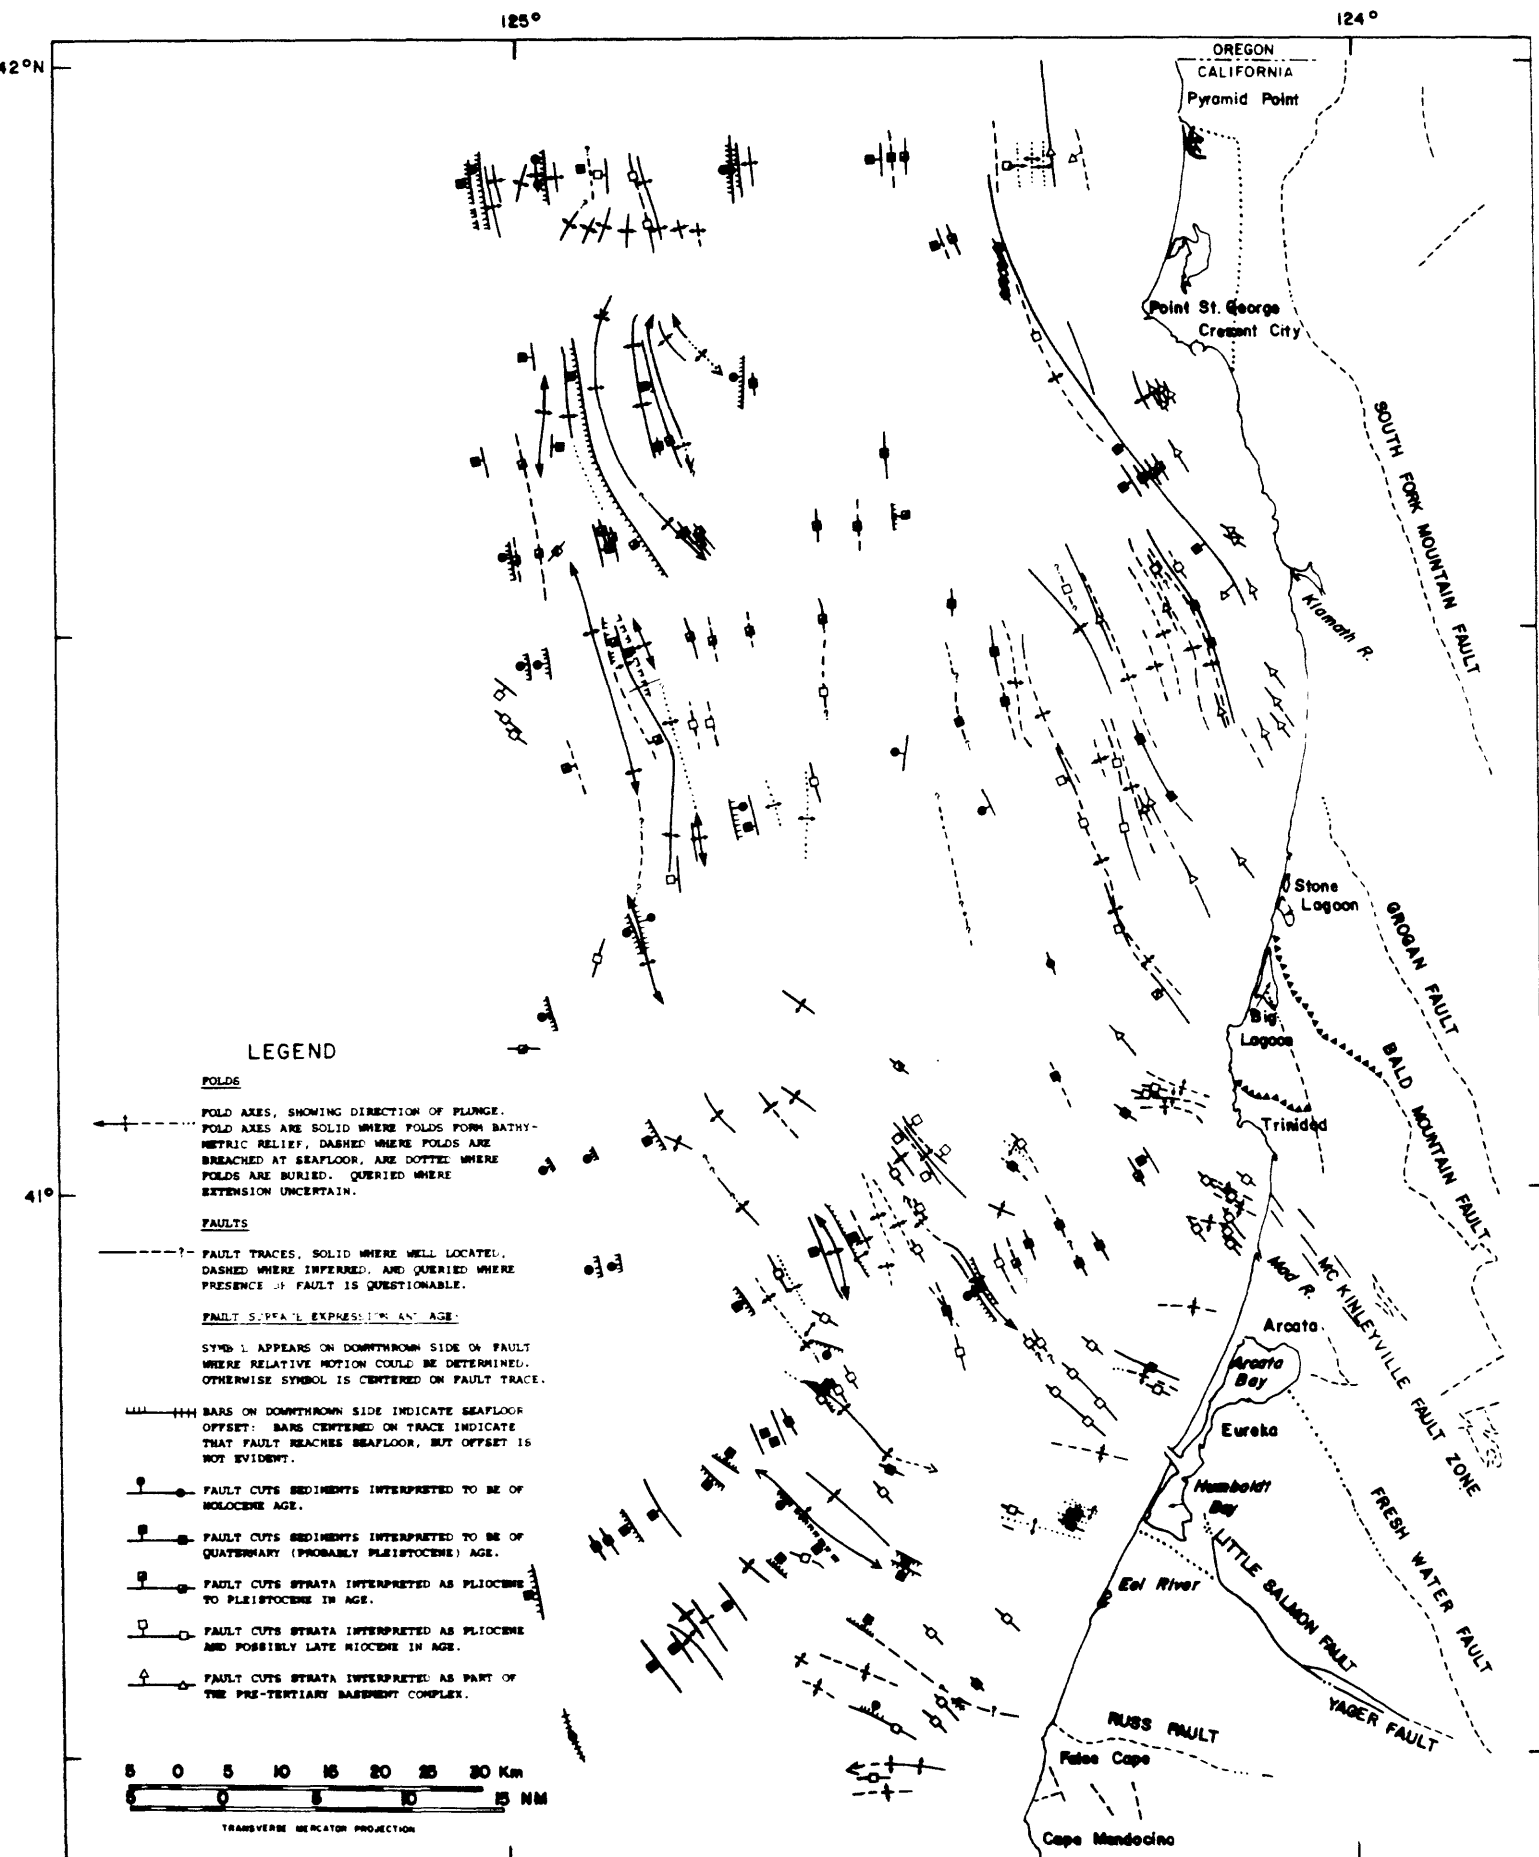 125°
124°
42°N
OREGON
CALIFORNIA
Pyramid Point
Point St. George
Crescent City
SOUTH FORK MOUNTAIN FAULT
Klamath R.
Stone
Lagoon
GROGAN FAULT
Big
Lagoon
BALD MOUNTAIN FAULT
Trinidad
41°
Mad R.
MC KINLEYVILLE FAULT ZONE
Arcata
Arcata
Bay
Eureka
Humboldt
Bay
FRESH WATER FAULT
LITTLE SALMON FAULT
Eel River
YAGER FAULT
RUSS FAULT
False Cape
Cape Mendocino
LEGEND
FOLDS
FOLD AXES, SHOWING DIRECTION OF PLUNGE.
FOLD AXES ARE SOLID WHERE FOLDS FORM BATHY-
METRIC RELIEF, DASHED WHERE FOLDS ARE
BREACHED AT SEAFLOOR, ARE DOTTED WHERE
FOLDS ARE BURIED. QUERIED WHERE
EXTENSION UNCERTAIN.
FAULTS
?
FAULT TRACES, SOLID WHERE WELL LOCATED,
DASHED WHERE INFERRED, AND QUERIED WHERE
PRESENCE OF FAULT IS QUESTIONABLE.
FAULT SURFACE EXPRESSION AND AGE:
SYMBOL APPEARS ON DOWNTHROWN SIDE OF FAULT
WHERE RELATIVE MOTION COULD BE DETERMINED.
OTHERWISE SYMBOL IS CENTERED ON FAULT TRACE.
BARS ON DOWNTHROWN SIDE INDICATE SEAFLOOR
OFFSET: BARS CENTERED ON TRACE INDICATE
THAT FAULT REACHES SEAFLOOR, BUT OFFSET IS
NOT EVIDENT.
FAULT CUTS SEDIMENTS INTERPRETED TO BE OF
HOLOCENE AGE.
FAULT CUTS SEDIMENTS INTERPRETED TO BE OF
QUATERNARY (PROBABLY PLEISTOCENE) AGE.
FAULT CUTS STRATA INTERPRETED AS PLIOCENE
TO PLEISTOCENE IN AGE.
FAULT CUTS STRATA INTERPRETED AS PLIOCENE
AND POSSIBLY LATE MIOCENE IN AGE.
FAULT CUTS STRATA INTERPRETED AS PART OF
THE PRE-TERTIARY BASEMENT COMPLEX.
5 0 5 10 15 20 25 30 Km
5 0 5 10 15 NM
TRANSVERSE MERCATOR PROJECTION